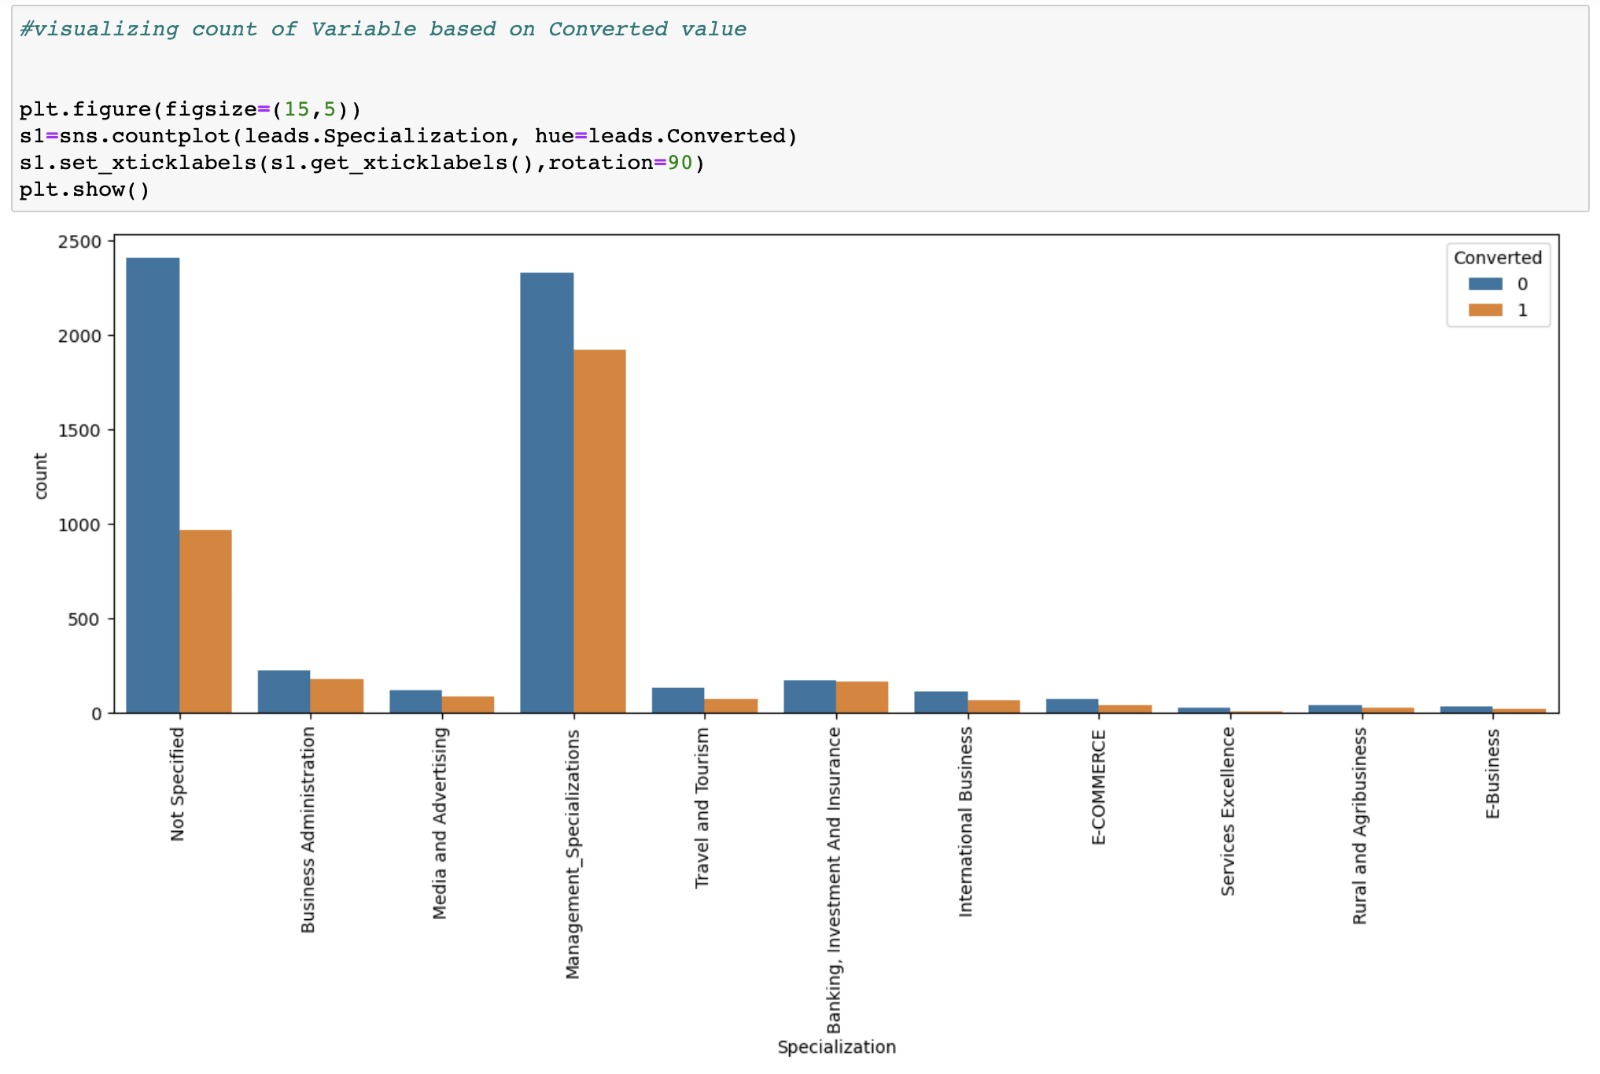 #visualizing count of Variable based on Converted value
plt.figure(figsize=(15,5))
s1=sns.countplot(leads.Specialization, hue=leads.Converted)
s1.set_xticklabels(s1.get_xticklabels(),rotation=90)
plt.show()
2500
2000
1500
1000
500
0
count
Converted
0
1
Not Specified
Business Administration
Media and Advertising
Management_Specializations
Travel and Tourism
Banking, Investment And Insurance
International Business
E-COMMERCE
Services Excellence
Rural and Agribusiness
E-Business
Specialization